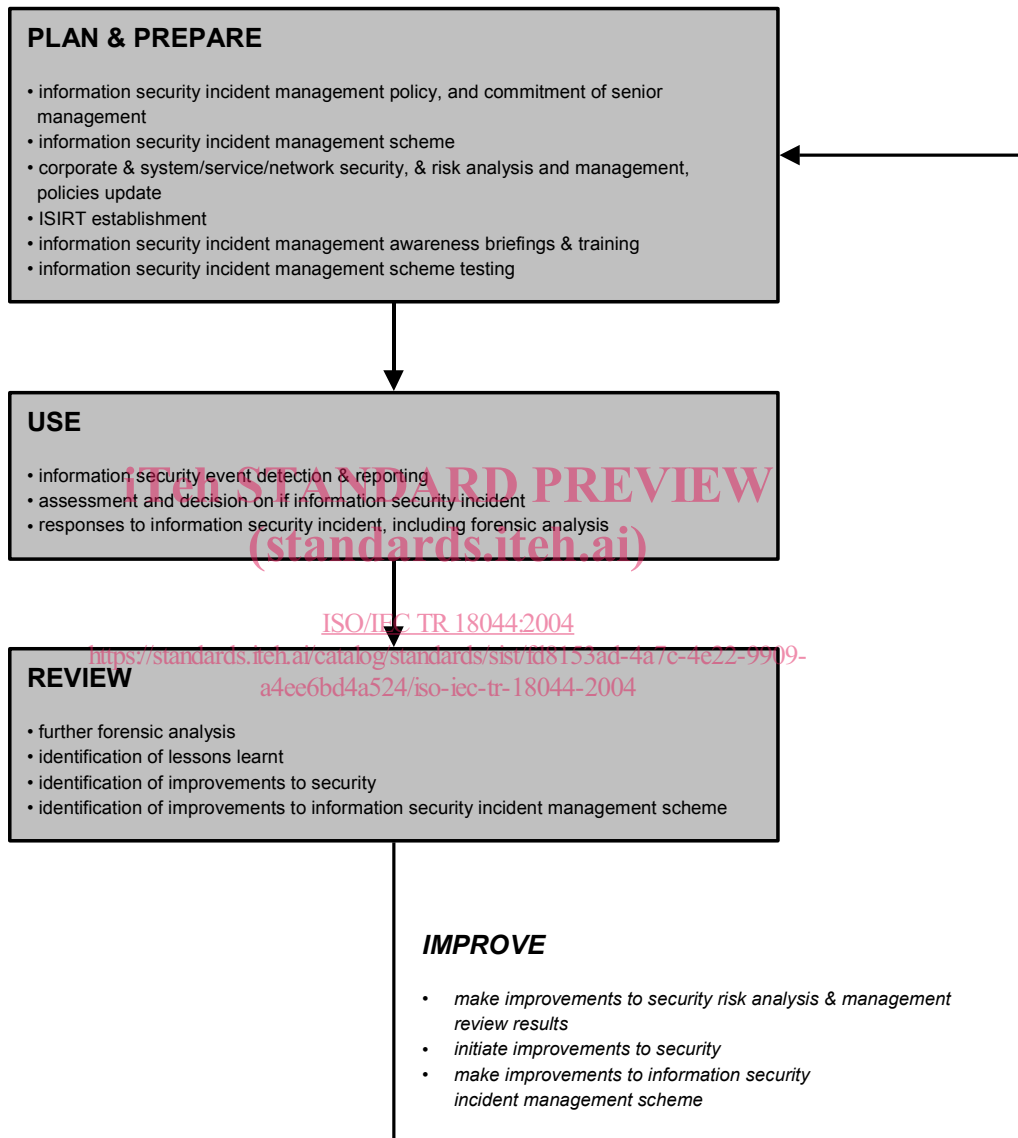 PLAN & PREPARE
• information security incident management policy, and commitment of senior
management
• information security incident management scheme
• corporate & system/service/network security, & risk analysis and management,
policies update
• ISIRT establishment
• information security incident management awareness briefings & training
• information security incident management scheme testing
USE
• information security event detection & reporting
iTeh STANDARD PREVIEW
• assessment and decision on if information security incident
• responses to information security incident, including forensic analysis
(standards.iteh.ai)
ISO/IEC TR 18044:2004
https://standards.iteh.ai/catalog/standards/sist/fd8153ad-4a7c-4e22-9909-
REVIEW
a4ee6bd4a524/iso-iec-tr-18044-2004
• further forensic analysis
• identification of lessons learnt
• identification of improvements to security
• identification of improvements to information security incident management scheme
IMPROVE
• make improvements to security risk analysis & management
review results
• initiate improvements to security
• make improvements to information security
incident management scheme